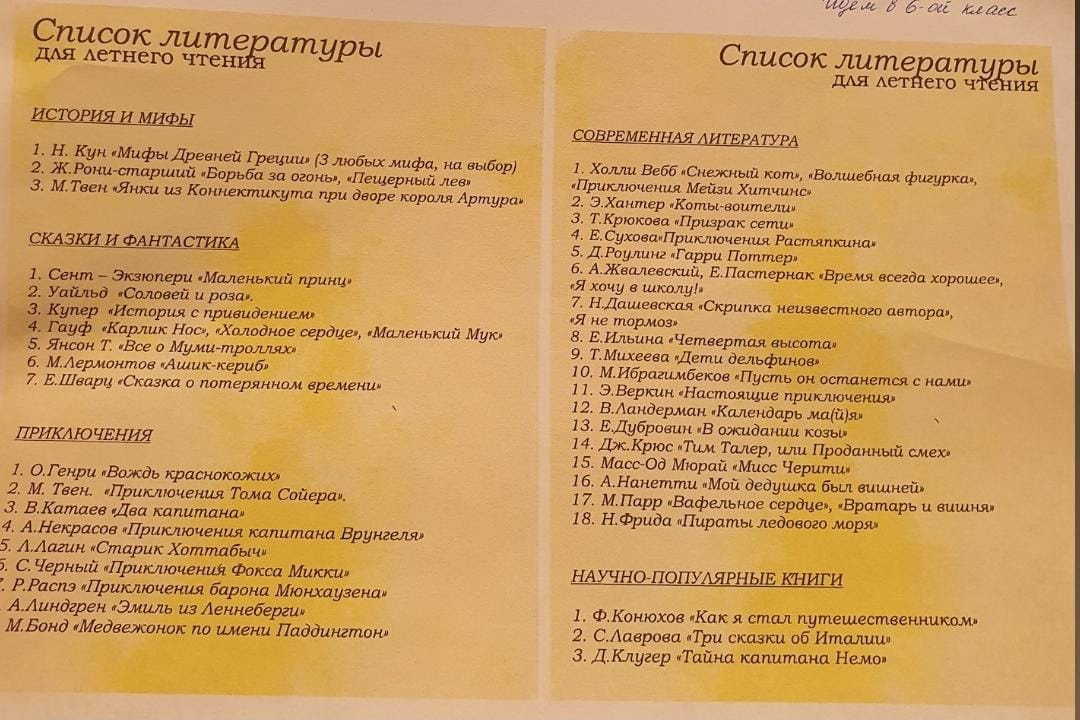 Идем в 6-ой класс
Список литературы
для летнего чтения
ИСТОРИЯ И МИФЫ
1. Н. Кун «Мифы Древней Греции» (3 любых мифа, на выбор)
2. Ж.Рони-старший «Борьба за огонь», «Пещерный лев»
3. М.Твен «Янки из Коннектикута при дворе короля Артура»
СКАЗКИ И ФАНТАСТИКА
1. Сент – Экзюпери «Маленький принц»
2. Уайльд «Соловей и роза».
3. Купер «История с привидением»
4. Гауф «Карлик Нос», «Холодное сердце», «Маленький Мук»
5. Янсон Т. «Все о Муми-троллях»
6. М.Лермонтов «Ашик-кериб»
7. Е.Шварц «Сказка о потерянном времени»
ПРИКЛЮЧЕНИЯ
1. О.Генри «Вождь краснокожих»
2. М. Твен. «Приключения Тома Сойера».
3. В.Катаев «Два капитана»
4. А.Некрасов «Приключения капитана Врунгеля»
5. Л.Лагин «Старик Хоттабыч»
6. С.Черный «Приключения Фокса Микки»
. Р.Распэ «Приключения барона Мюнхаузена»
А.Линдгрен «Эмиль из Леннеберги»
М.Бонд «Медвежонок по имени Паддингтон»
Список литературы
для летнего чтения
СОВРЕМЕННАЯ ЛИТЕРАТУРА
1. Холли Вебб «Снежный кот», «Волшебная фигурка»,
«Приключения Мейзи Хитчинс»
2. Э.Хантер «Коты-воители»
3. Т.Крюкова «Призрак сети»
4. Е.Сухова«Приключения Растяпкина»
5. Д.Роулинг «Гарри Поттер»
6. А.Жвалевский, Е.Пастернак «Время всегда хорошее»,
«Я хочу в школу!»
7. Н.Дашевская «Скрипка неизвестного автора»,
«Я не тормоз»
8. Е.Ильина «Четвертая высота»
9. Т.Михеева «Дети дельфинов»
10. М.Ибрагимбеков «Пусть он останется с нами»
11. Э.Веркин «Настоящие приключения»
12. В.Ландерман «Календарь ма(й)я»
13. Е.Дубровин «В ожидании козы»
14. Дж.Крюс «Тим Талер, или Проданный смех»
15. Масс-Од Мюрай «Мисс Черити»
16. А.Нанетти «Мой дедушка был вишней»
17. М.Парр «Вафельное сердце», «Вратарь и вишня»
18. Н.Фрида «Пираты ледового моря»
НАУЧНО-ПОПУЛЯРНЫЕ КНИГИ
1. Ф.Конюхов «Как я стал путешественником»
2. С.Лаврова «Три сказки об Италии»
3. Д.Клугер «Тайна капитана Немо»